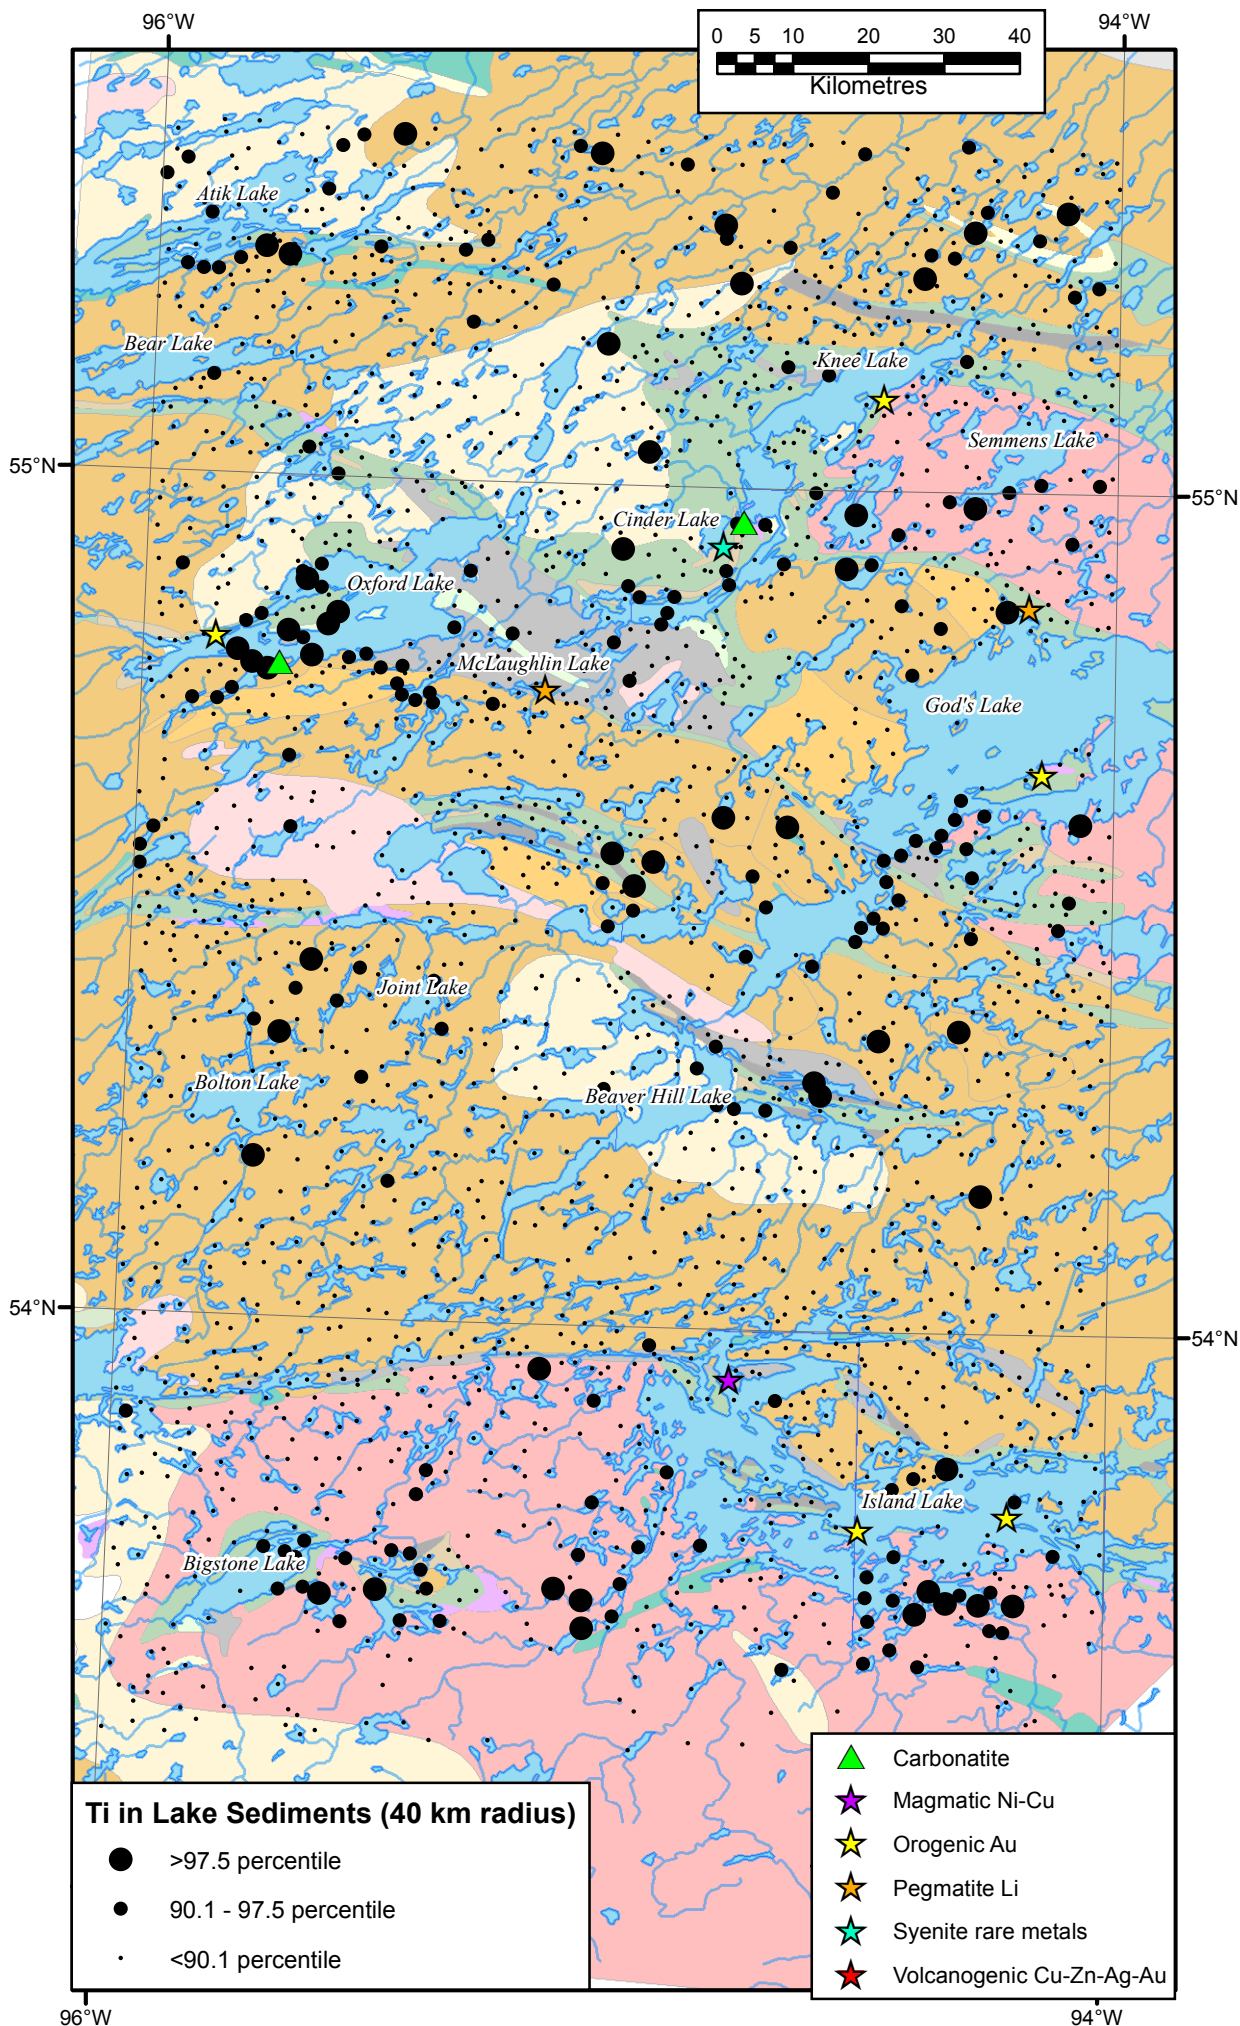 96°W
94°W
0 5 10 20 30 40
Kilometres
Atik Lake
Bear Lake
Knee Lake
Semmens Lake
55°N
55°N
Cinder Lake
Oxford Lake
McLaughlin Lake
God's Lake
Joint Lake
Bolton Lake
Beaver Hill Lake
54°N
54°N
Island Lake
Bigstone Lake
Ti in Lake Sediments (40 km radius)
>97.5 percentile
90.1 - 97.5 percentile
<90.1 percentile
Carbonatite
Magmatic Ni-Cu
Orogenic Au
Pegmatite Li
Syenite rare metals
Volcanogenic Cu-Zn-Ag-Au
96°W
94°W